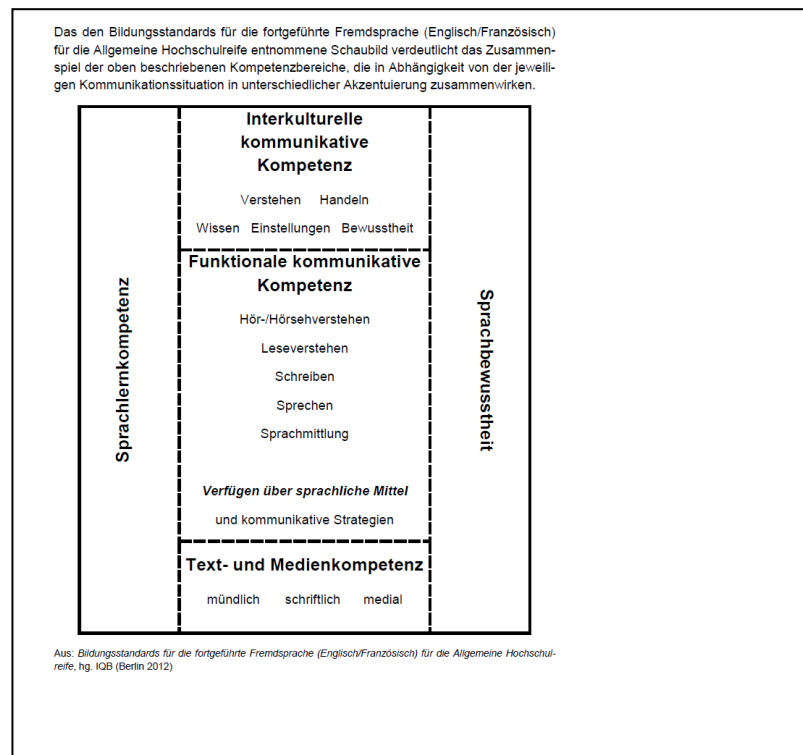 Das den Bildungsstandards für die fortgeführte Fremdsprache (Englisch/Französisch)
für die Allgemeine Hochschulreife entnommene Schaubild verdeutlicht das Zusammen-
spiel der oben beschriebenen Kompetenzbereiche, die in Abhängigkeit von der jeweili-
gen Kommunikationssituation in unterschiedlicher Akzentuierung zusammenwirken.
Sprachlernkompetenz
Interkulturelle
kommunikative
Kompetenz
Verstehen Handeln
Wissen Einstellungen Bewusstheit
Funktionale kommunikative
Kompetenz
Hör-/Hörsehverstehen
Leseverstehen
Schreiben
Sprechen
Sprachmittlung
Verfügen über sprachliche Mittel
und kommunikative Strategien
Text- und Medienkompetenz
mündlich schriftlich medial
Sprachbewusstheit
Aus: Bildungsstandards für die fortgeführte Fremdsprache (Englisch/Französisch) für die Allgemeine Hochschul-
reife, hg. IQB (Berlin 2012)